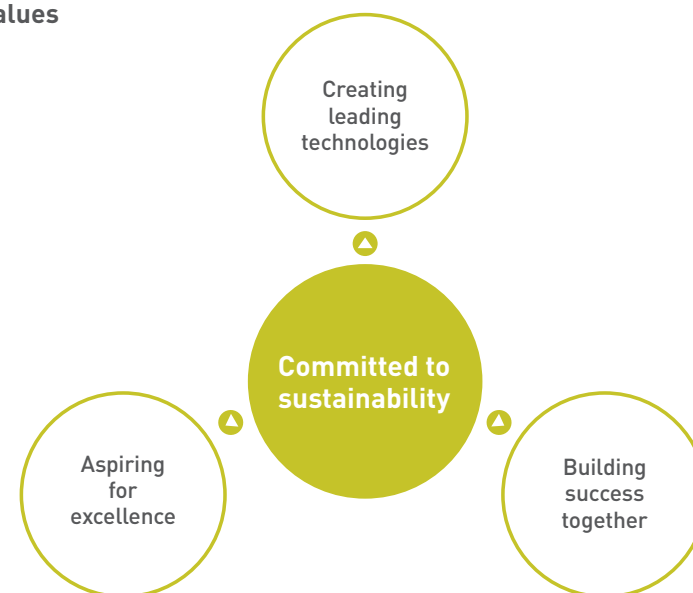 alues
Creating
leading
technologies
Committed to
sustainability
Aspiring
for
excellence
Building
success
together